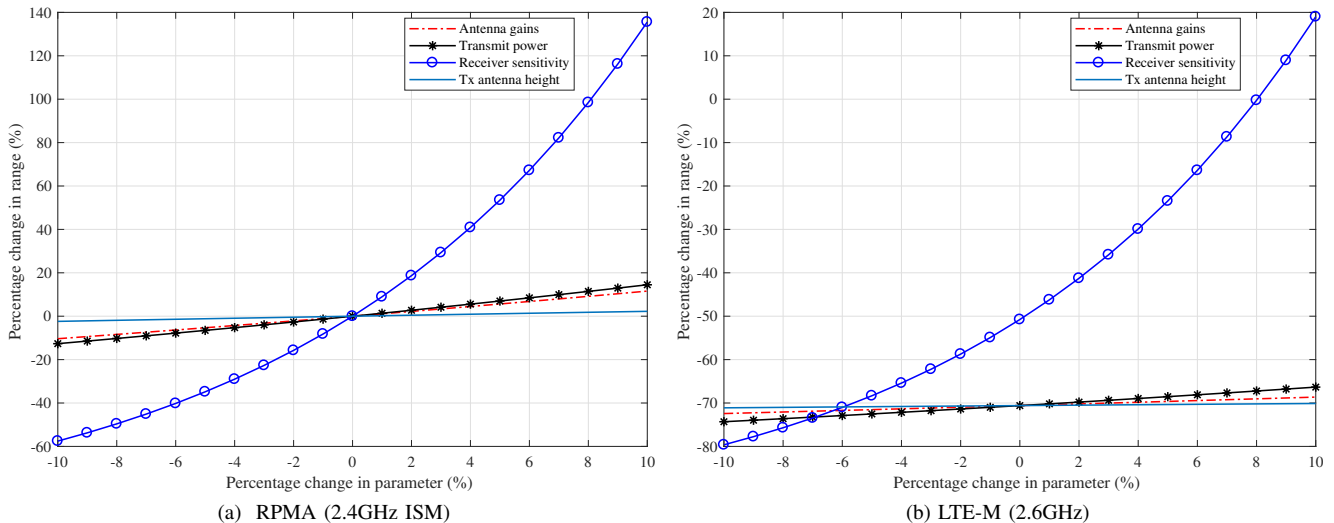 140
120
100
80
60
40
20
0
-20
-40
-60
Percentage change in range (%)
Antenna gains
Transmit power
Receiver sensitivity
Tx antenna height
-10 -8 -6 -4 -2 0 2 4 6 8 10
Percentage change in parameter (%)
(a) RPMA (2.4GHz ISM)
20
10
0
-10
-20
-30
-40
-50
-60
-70
-80
Percentage change in range (%)
Antenna gains
Transmit power
Receiver sensitivity
Tx antenna height
-10 -8 -6 -4 -2 0 2 4 6 8 10
Percentage change in parameter (%)
(b) LTE-M (2.6GHz)